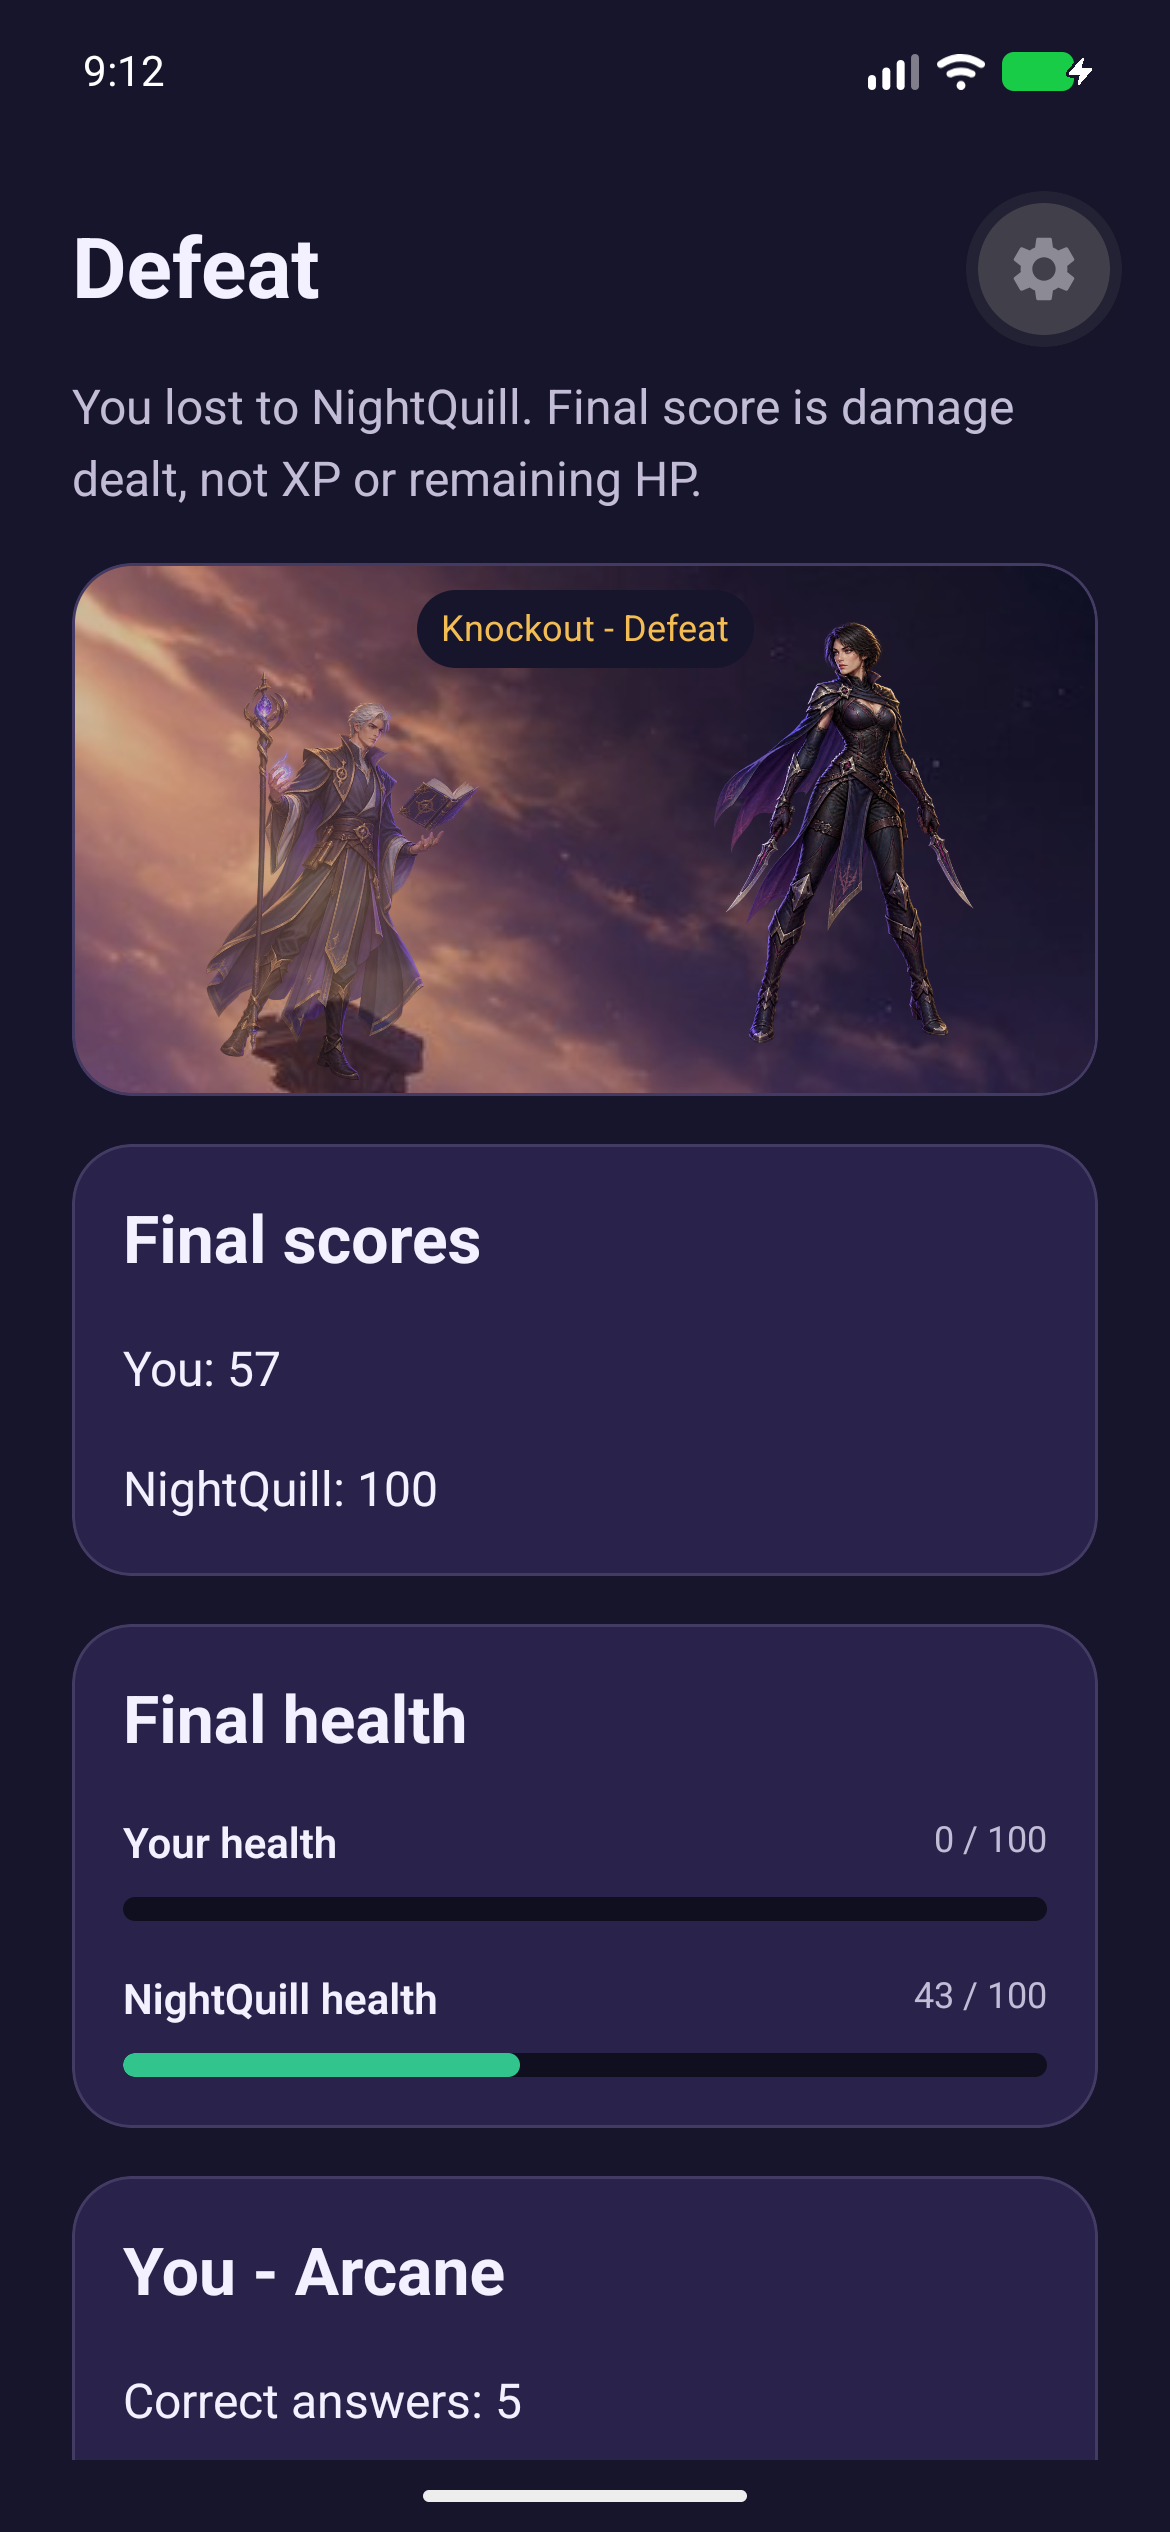 9:12
Defeat
You lost to NightQuill. Final score is damage
dealt, not XP or remaining HP.
Knockout - Defeat
Final scores
You: 57
NightQuill: 100
Final health
Your health
0 / 100
NightQuill health
43 / 100
You - Arcane
Correct answers: 5